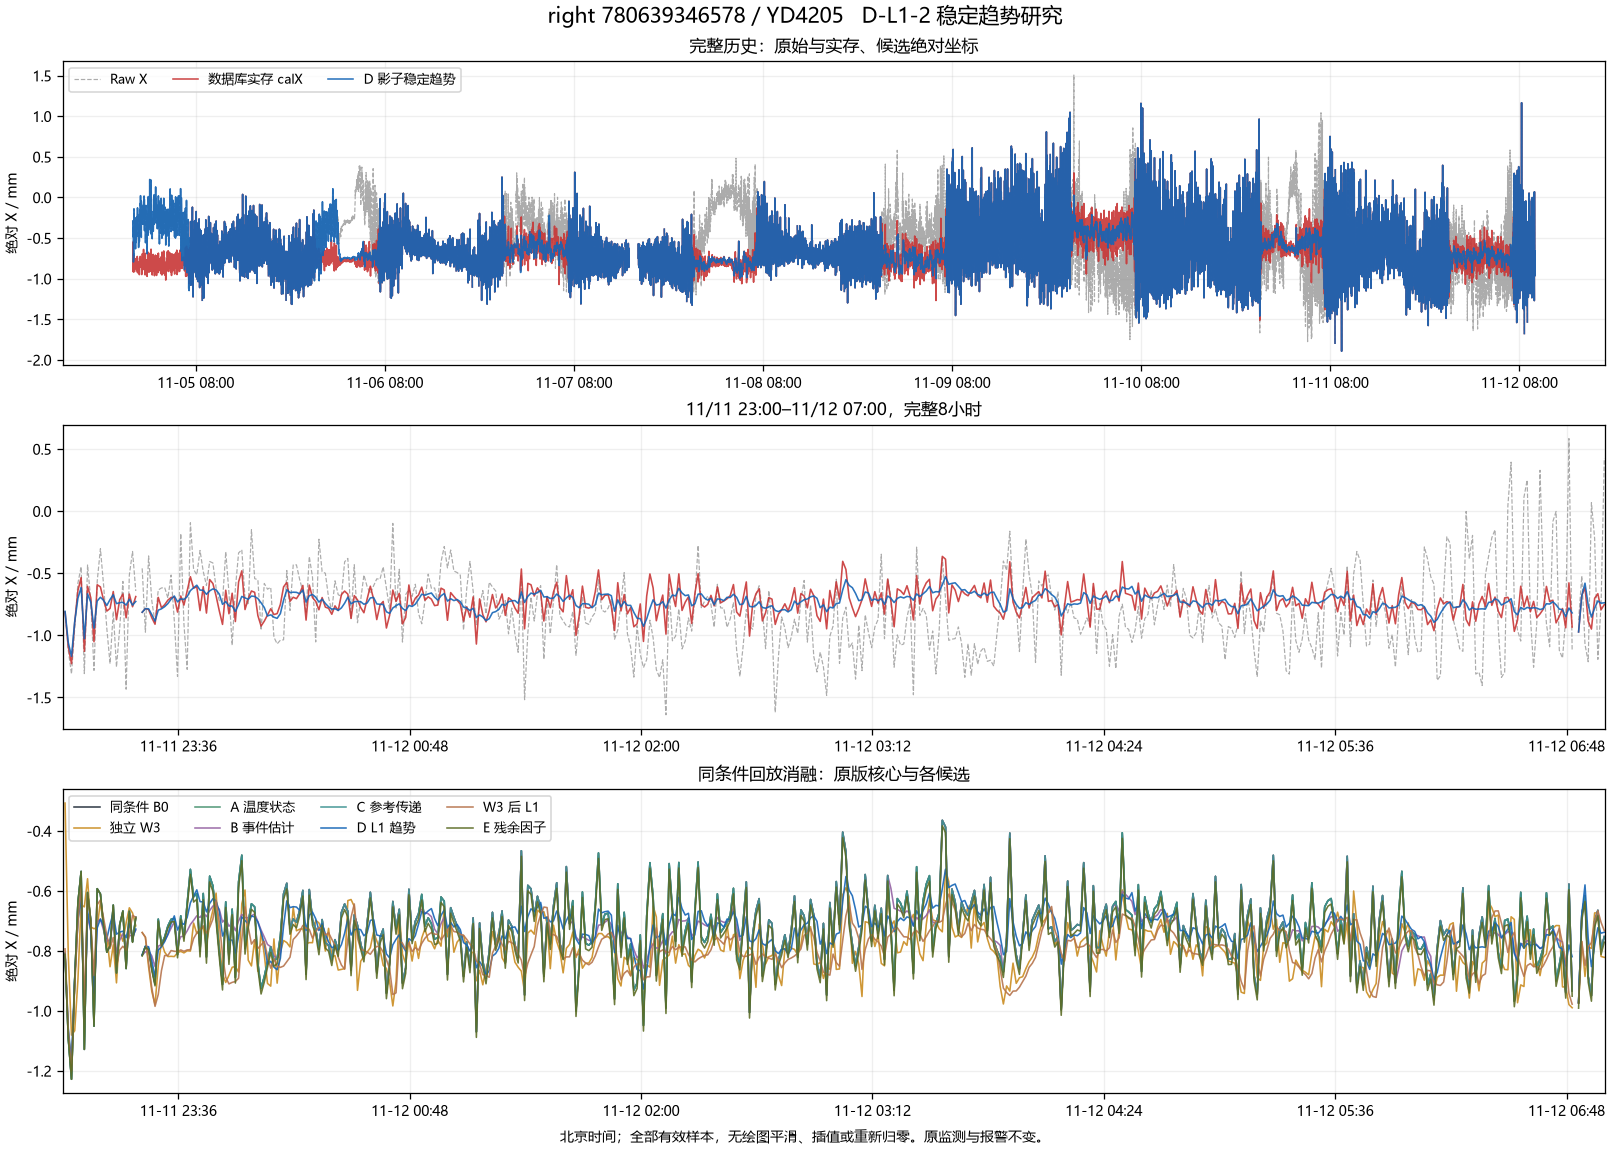 right 780639346578 / YD4205   D-L1-2 稳定趋势研究
完整历史：原始与实存、候选绝对坐标
Raw X   数据库实存 calX   D 影子稳定趋势
绝对 X / mm
1.5
1.0
0.5
0.0
-0.5
-1.0
-1.5
-2.0
11-05 08:00   11-06 08:00   11-07 08:00   11-08 08:00   11-09 08:00   11-10 08:00   11-11 08:00   11-12 08:00
11/11 23:00–11/12 07:00，完整8小时
绝对 X / mm
0.5
0.0
-0.5
-1.0
-1.5
11-11 23:36   11-12 00:48   11-12 02:00   11-12 03:12   11-12 04:24   11-12 05:36   11-12 06:48
同条件回放消融：原版核心与各候选
同条件 B0   A 温度状态   C 参考传递   W3 后 L1
独立 W3   B 事件估计   D L1 趋势   E 残余因子
绝对 X / mm
-0.4
-0.6
-0.8
-1.0
-1.2
11-11 23:36   11-12 00:48   11-12 02:00   11-12 03:12   11-12 04:24   11-12 05:36   11-12 06:48
北京时间；全部有效样本，无绘图平滑、插值或重新归零。原监测与报警不变。